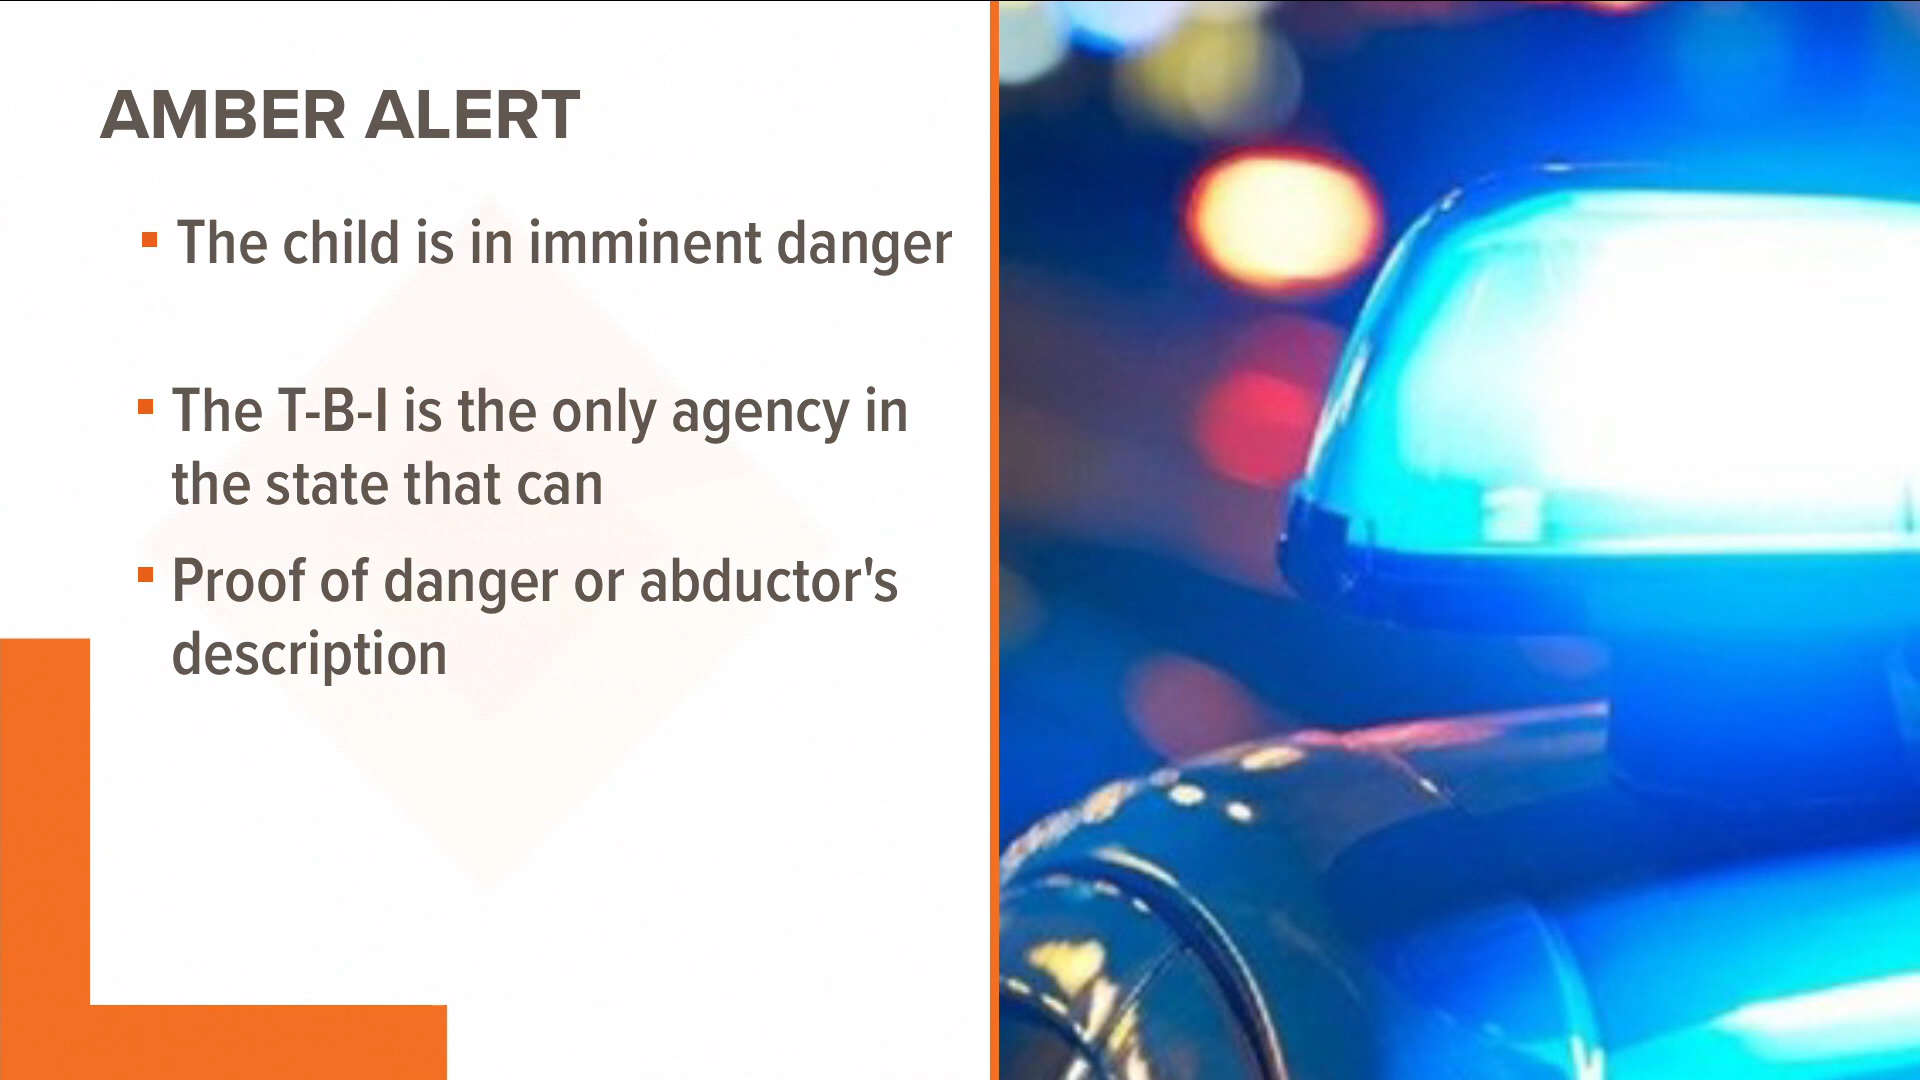 AMBER ALERT
The child is in imminent danger
The T-B-I is the only agency in
the state that can
Proof of danger or abductor's
description